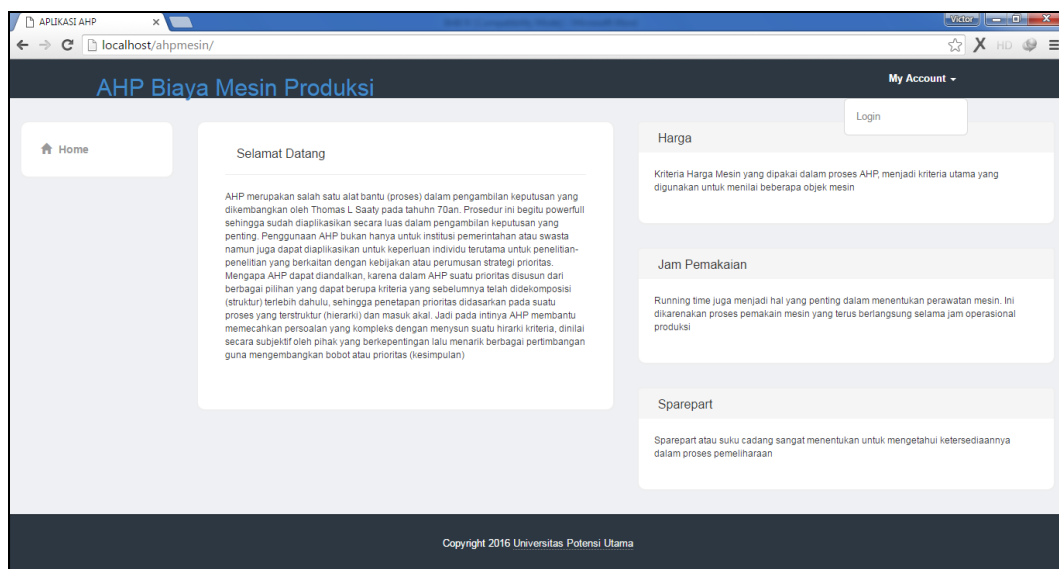 APLIKASI AHP
Victor
localhost/ahpmesin/
HD
AHP Biaya Mesin Produksi
My Account
Login
Home
Selamat Datang
AHP merupakan salah satu alat bantu (proses) dalam pengambilan keputusan yang
dikembangkan oleh Thomas L Saaty pada tahuhn 70an. Prosedur ini begitu powerfull
sehingga sudah diaplikasikan secara luas dalam pengambilan keputusan yang
penting. Penggunaan AHP bukan hanya untuk institusi pemerintahan atau swasta
namun juga dapat diaplikasikan untuk keperluan individu terutama untuk penelitian-
penelitian yang berkaitan dengan kebijakan atau perumusan strategi prioritas.
Mengapa AHP dapat diandalkan, karena dalam AHP suatu prioritas disusun dari
berbagai pilihan yang dapat berupa kriteria yang sebelumnya telah didekomposisi
(struktur) terlebih dahulu, sehingga penetapan prioritas didasarkan pada suatu
proses yang terstruktur (hierarki) dan masuk akal. Jadi pada intinya AHP membantu
memecahkan persoalan yang kompleks dengan menysun suatu hirarki kriteria, dinilai
secara subjektif oleh pihak yang berkepentingan lalu menarik berbagai pertimbangan
guna mengembangkan bobot atau prioritas (kesimpulan)
Harga
Kriteria Harga Mesin yang dipakai dalam proses AHP, menjadi kriteria utama yang
digunakan untuk menilai beberapa objek mesin
Jam Pemakaian
Running time juga menjadi hal yang penting dalam menentukan perawatan mesin. Ini
dikarenakan proses pemakain mesin yang terus berlangsung selama jam operasional
produksi
Sparepart
Sparepart atau suku cadang sangat menentukan untuk mengetahui ketersediaannya
dalam proses pemeliharaan
Copyright 2016 Universitas Potensi Utama